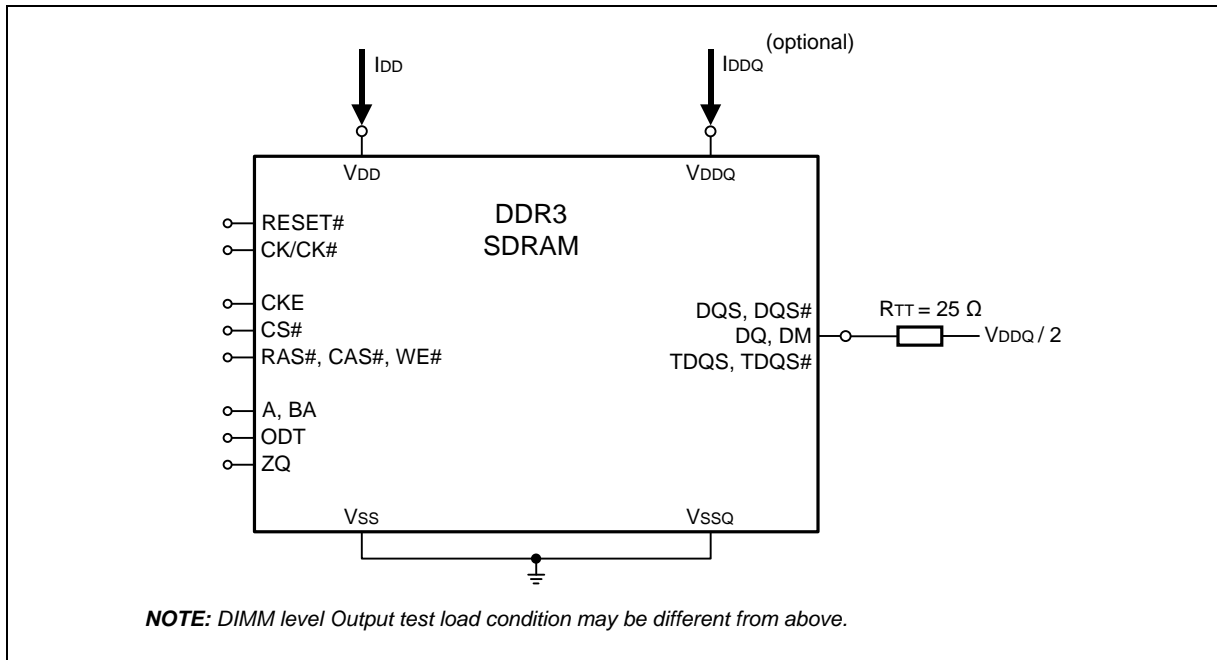 (optional)
IDD
IDDQ
VDD
VDDQ
DDR3
SDRAM
RESET#
CK/CK#
CKE
CS#
RAS#, CAS#, WE#
A, BA
ODT
ZQ
DQS, DQS#
DQ, DM
TDQS, TDQS#
RTT = 25 Ω
VDDQ / 2
VSS
VSSQ
NOTE: DIMM level Output test load condition may be different from above.